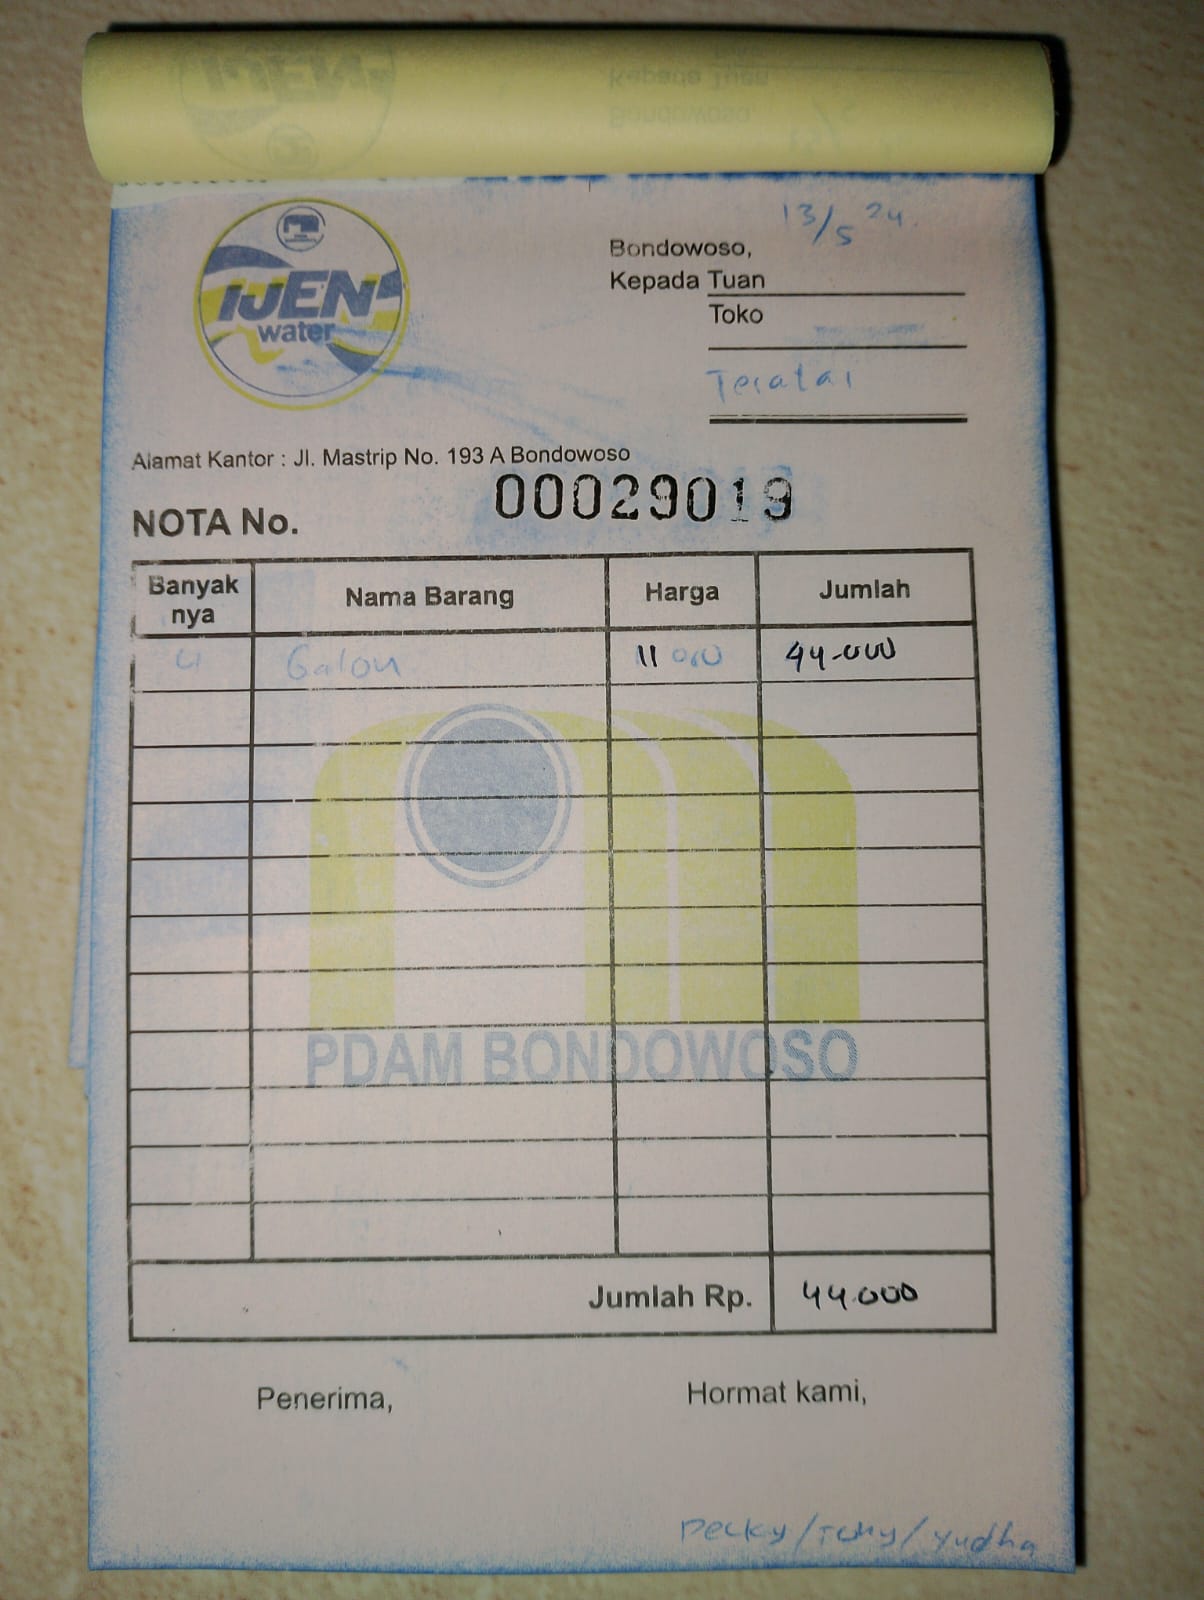 13/5 24.
IJEN
water
Bondowoso,
Kepada Tuan
Toko
Teratai
Alamat Kantor : Jl. Mastrip No. 193 A Bondowoso
NOTA No. 00029019
Banyak nya Nama Barang Harga Jumlah
4 Galon 11 000 44.000
PDAM BONDOWOSO
Jumlah Rp. 44.000
Penerima, Hormat kami,
Pecky/Tony/Yudha